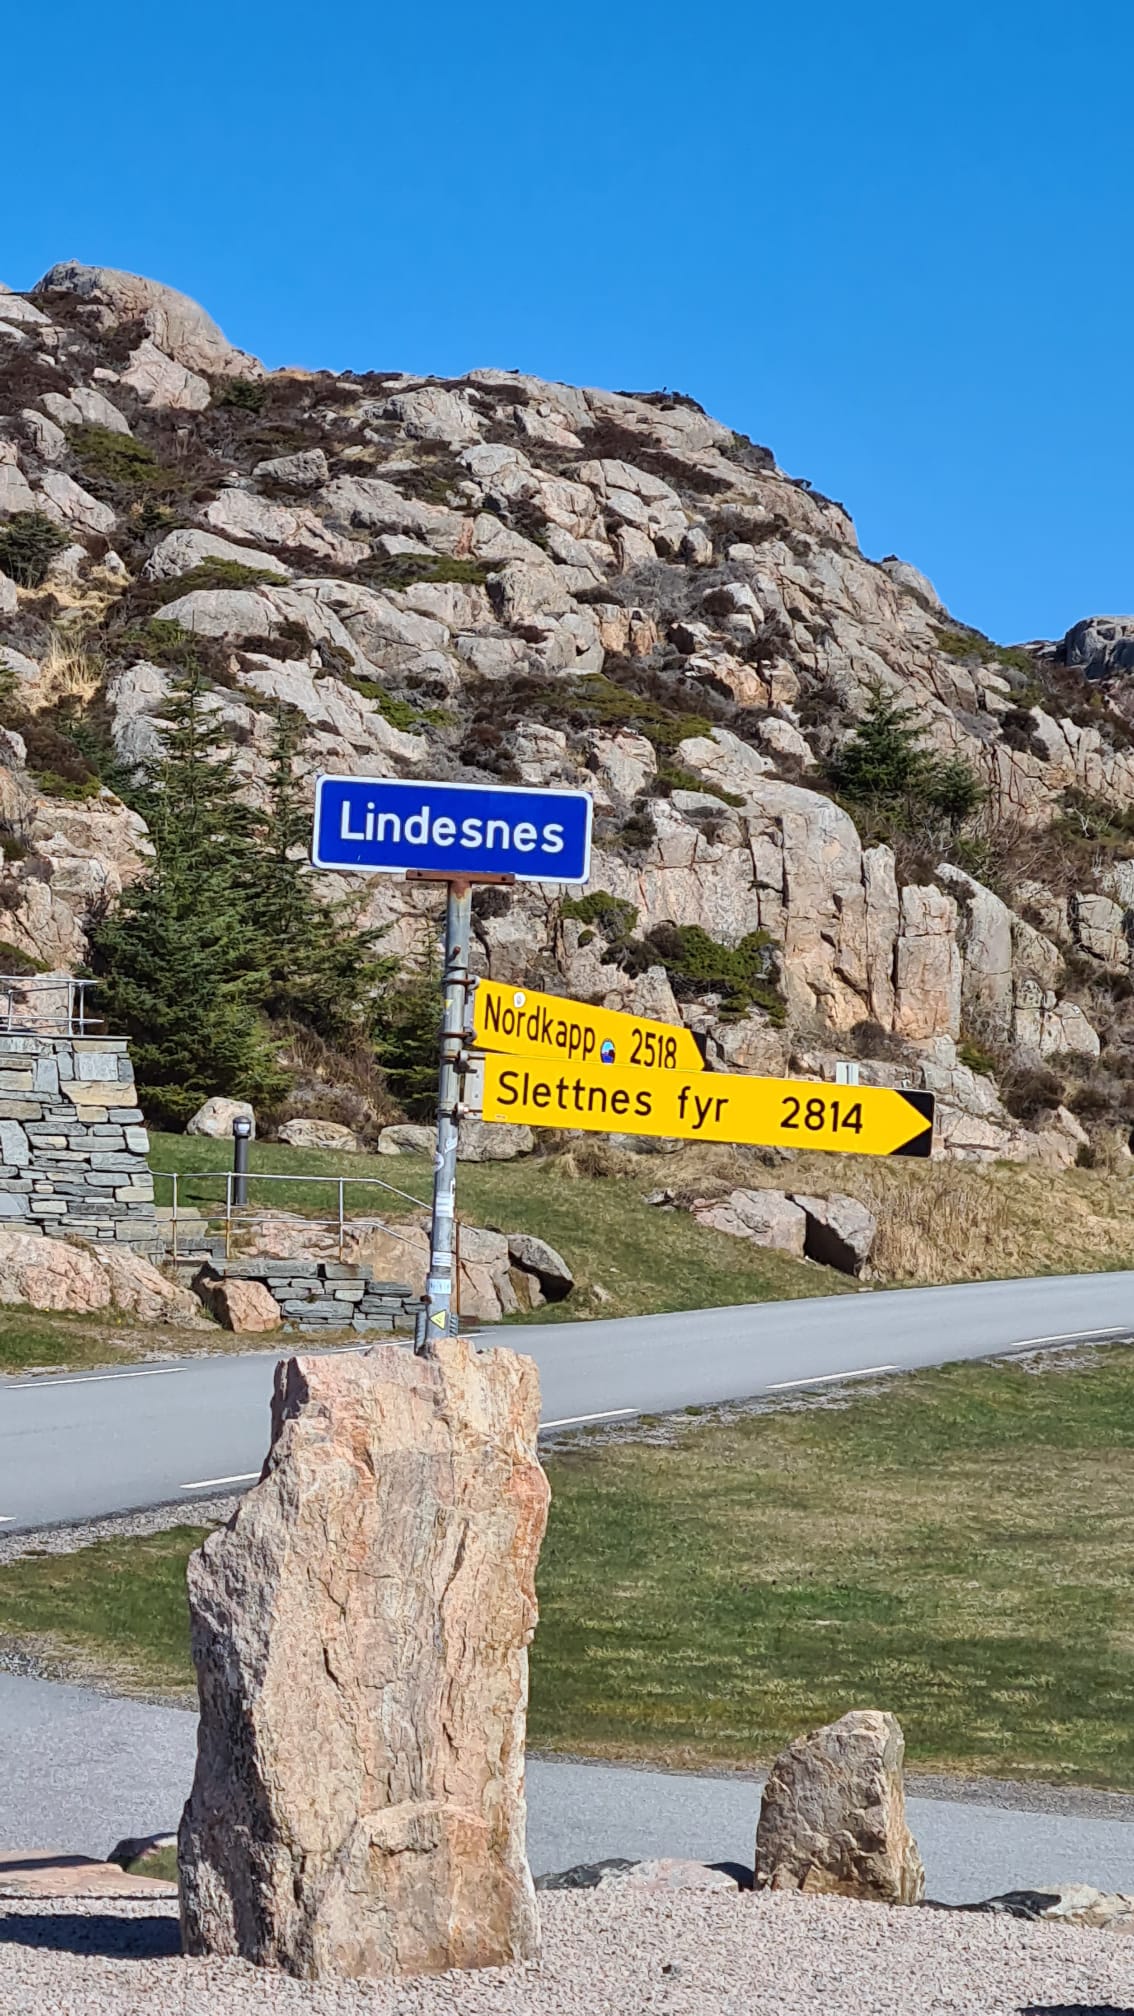 Lindesnes
Nordkapp 2518
Slettnes fyr 2814